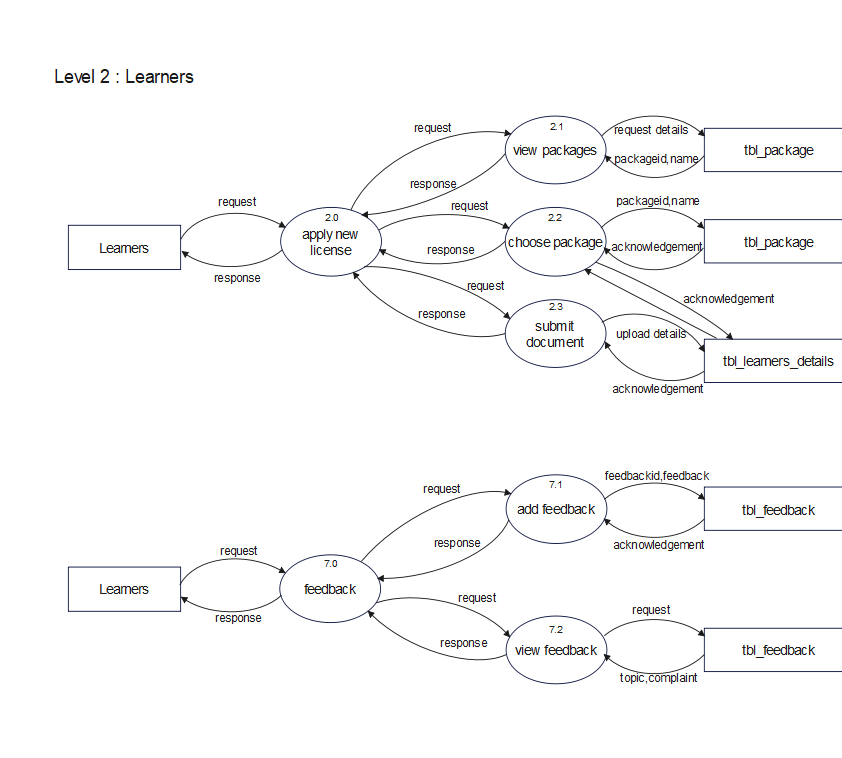 Level 2 : Learners
request
2.1
view packages
request details
packageid,name
tbl_package
response
request
Learners
response
2.0
apply new
license
request
response
2.2
choose package
packageid,name
acknowledgement
tbl_package
request
response
2.3
submit
document
acknowledgement
upload details
acknowledgement
tbl_learners_details
request
7.1
add feedback
feedbackid,feedback
acknowledgement
tbl_feedback
response
request
Learners
response
7.0
feedback
request
response
7.2
view feedback
request
topic,complaint
tbl_feedback